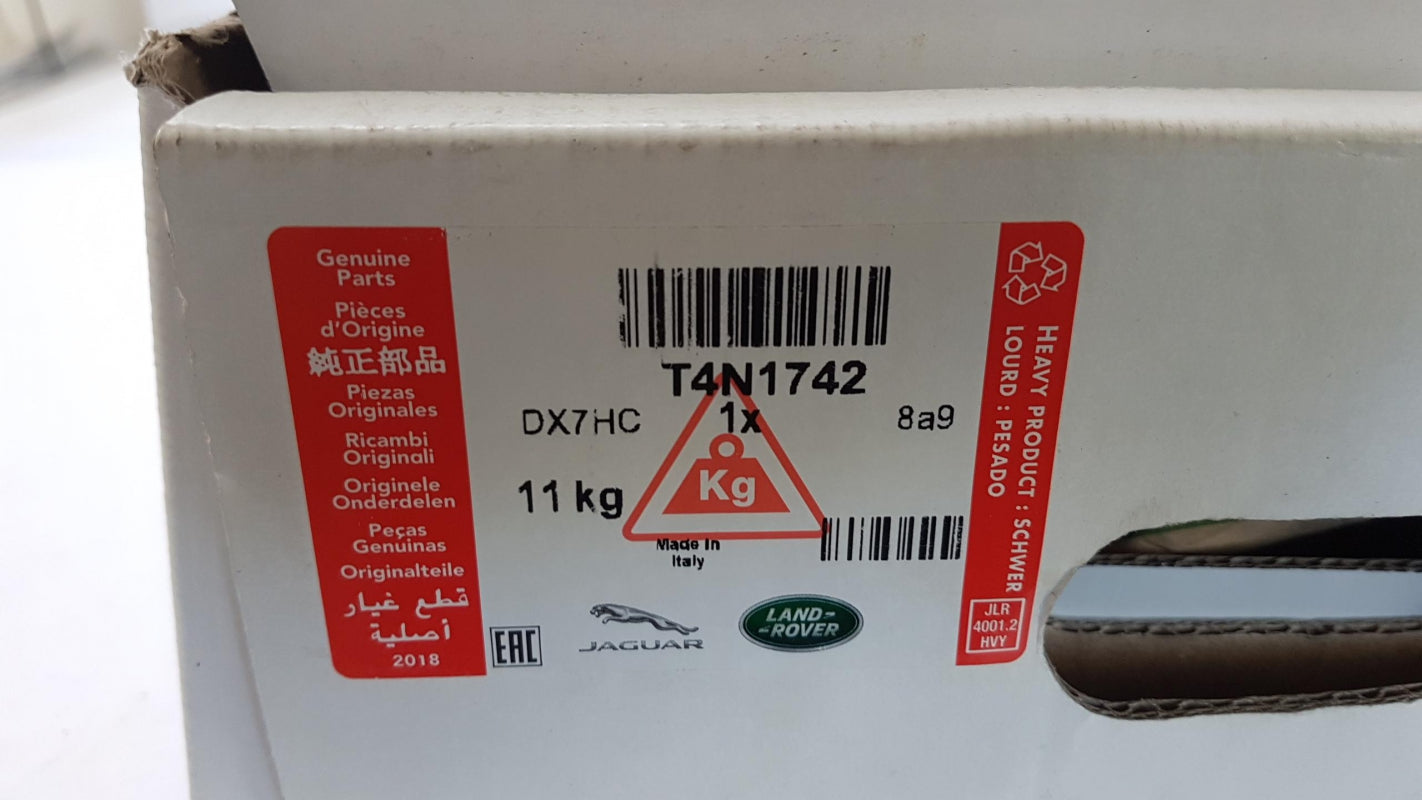 Genuine
Parts
Pièces
d'Origine
純正部品
Piezas
Originales
Ricambi
Originali
Originele
Onderdelen
Peças
Genuinas
Originalteile
قطع غيار
أصلية
2018
T4N1742
DX7HC
1x
8a9
11 kg
Kg
Made In
Italy
EAC
JAGUAR
LAND-
-ROVER
HEAVY PRODUCT : SCHWER
LOURD : PESADO
JLR
4001.2
HVY